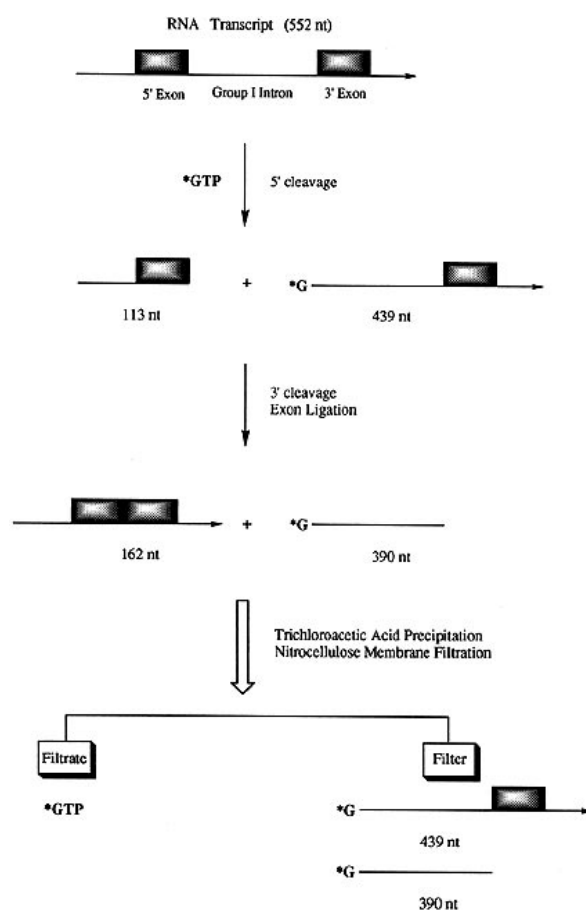 RNA Transcript (552 nt)
5' Exon Group I Intron 3' Exon
*GTP 5' cleavage
+ *G
113 nt 439 nt
3' cleavage
Exon Ligation
+ *G
162 nt 390 nt
Trichloroacetic Acid Precipitation
Nitrocellulose Membrane Filtration
Filtrate Filter
*GTP *G
439 nt
*G
390 nt